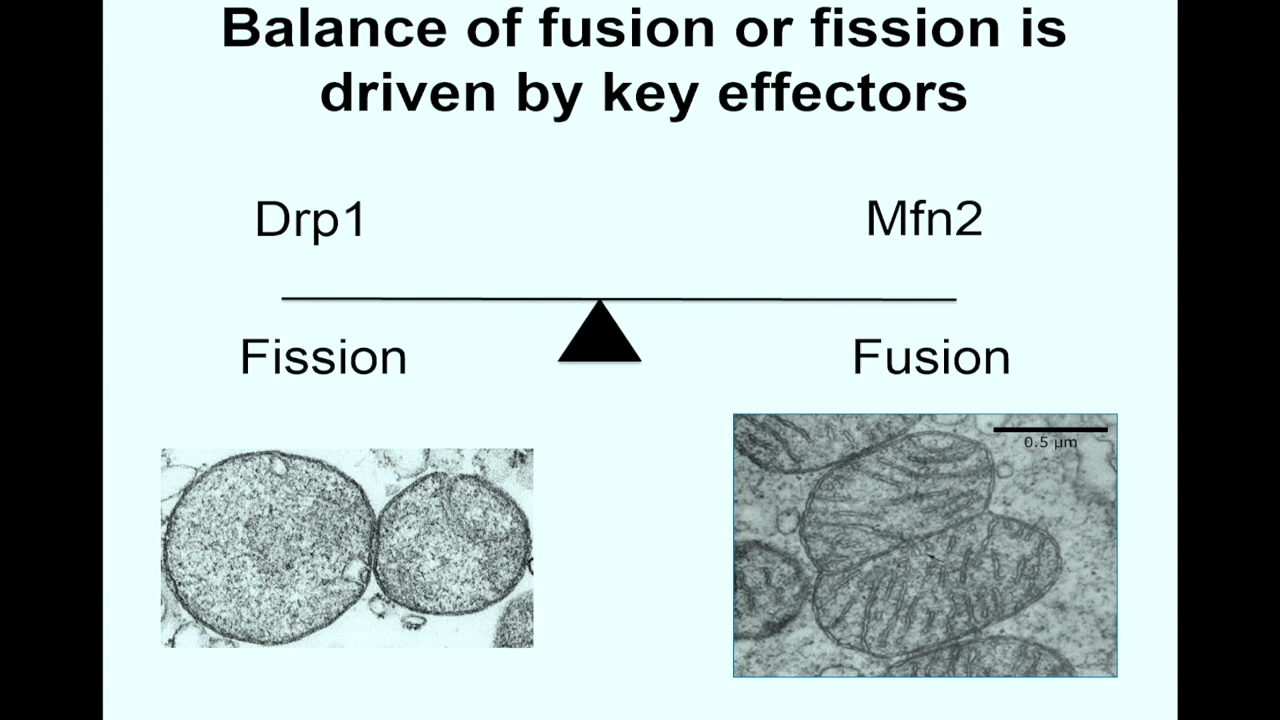 Balance of fusion or fission is
driven by key effectors
Drp1
Mfn2
Fission
Fusion
0.5 µm